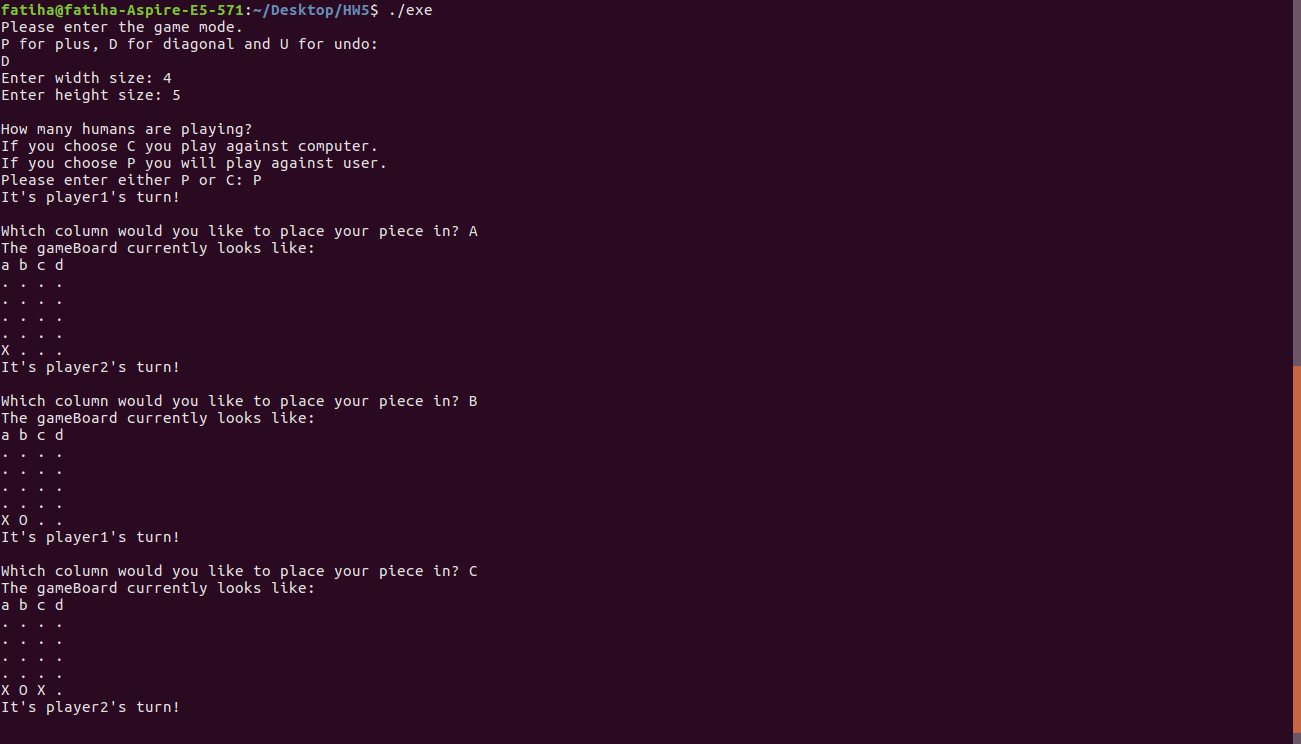 fatiha@fatiha-Aspire-E5-571:~/Desktop/HW5$ ./exe
Please enter the game mode.
P for plus, D for diagonal and U for undo:
D
Enter width size: 4
Enter height size: 5
How many humans are playing?
If you choose C you play against computer.
If you choose P you will play against user.
Please enter either P or C: P
It's player1's turn!
Which column would you like to place your piece in? A
The gameBoard currently looks like:
a b c d
. . . .
. . . .
. . . .
. . . .
X . . .
It's player2's turn!
Which column would you like to place your piece in? B
The gameBoard currently looks like:
a b c d
. . . .
. . . .
. . . .
. . . .
X O . .
It's player1's turn!
Which column would you like to place your piece in? C
The gameBoard currently looks like:
a b c d
. . . .
. . . .
. . . .
. . . .
X O X .
It's player2's turn!